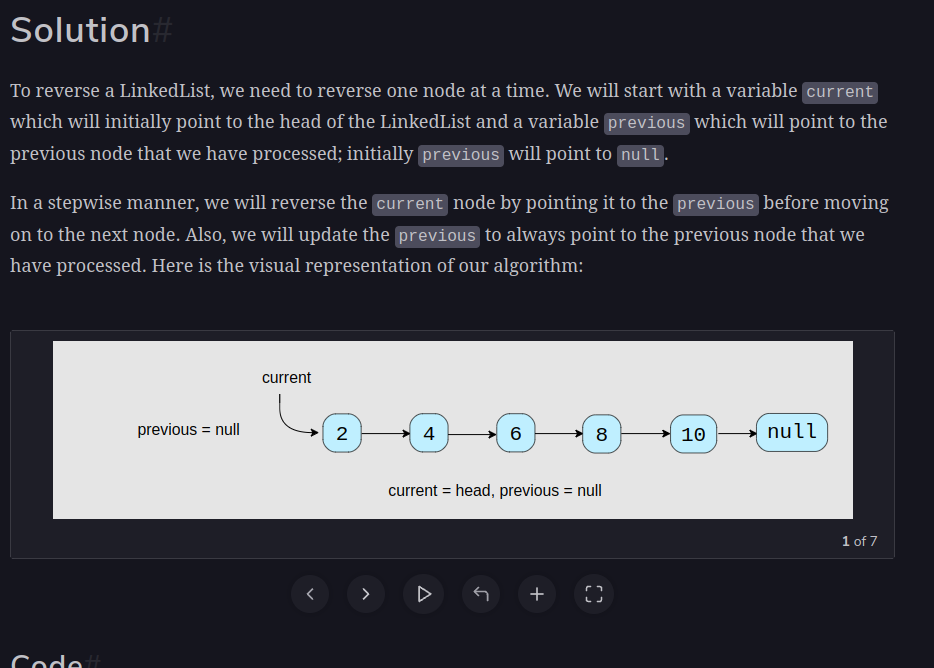 Solution#
To reverse a LinkedList, we need to reverse one node at a time. We will start with a variable current
which will initially point to the head of the LinkedList and a variable previous which will point to the
previous node that we have processed; initially previous will point to null.
In a stepwise manner, we will reverse the current node by pointing it to the previous before moving
on to the next node. Also, we will update the previous to always point to the previous node that we
have processed. Here is the visual representation of our algorithm:
current
previous = null
2 4 6 8 10 null
current = head, previous = null
1 of 7
Code#